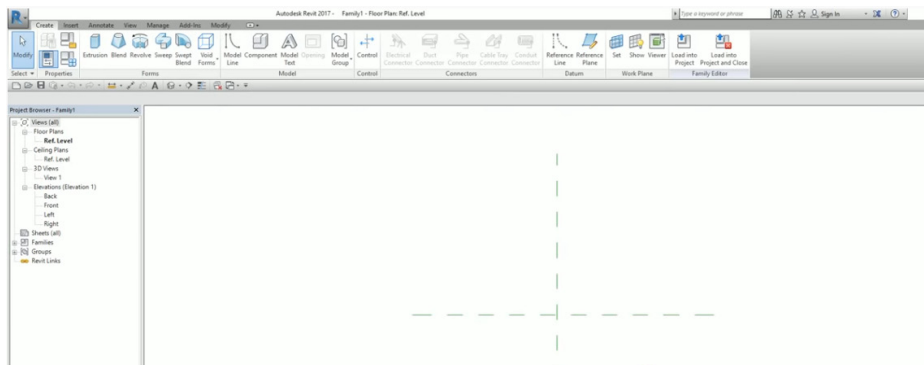 Autodesk Revit 2017 - Family1 - Floor Plan: Ref. Level
Type a keyword or phrase
Sign In
Create Insert Annotate View Manage Add-Ins Modify
Modify
Extrusion Blend Revolve Sweep Swept Blend Void Forms
Model Line Component Model Text Opening Model Group
Control
Electrical Connector Duct Connector Pipe Connector Cable Tray Connector Conduit Connector
Reference Line Reference Plane
Set Show Viewer
Load into Project Load into Project and Close
Select Properties Forms Model Control Connectors Datum Work Plane Family Editor
Project Browser - Family1
Views (all)
Floor Plans
Ref. Level
Ceiling Plans
Ref. Level
3D Views
View 1
Elevations (Elevation 1)
Back
Front
Left
Right
Sheets (all)
Families
Groups
Revit Links